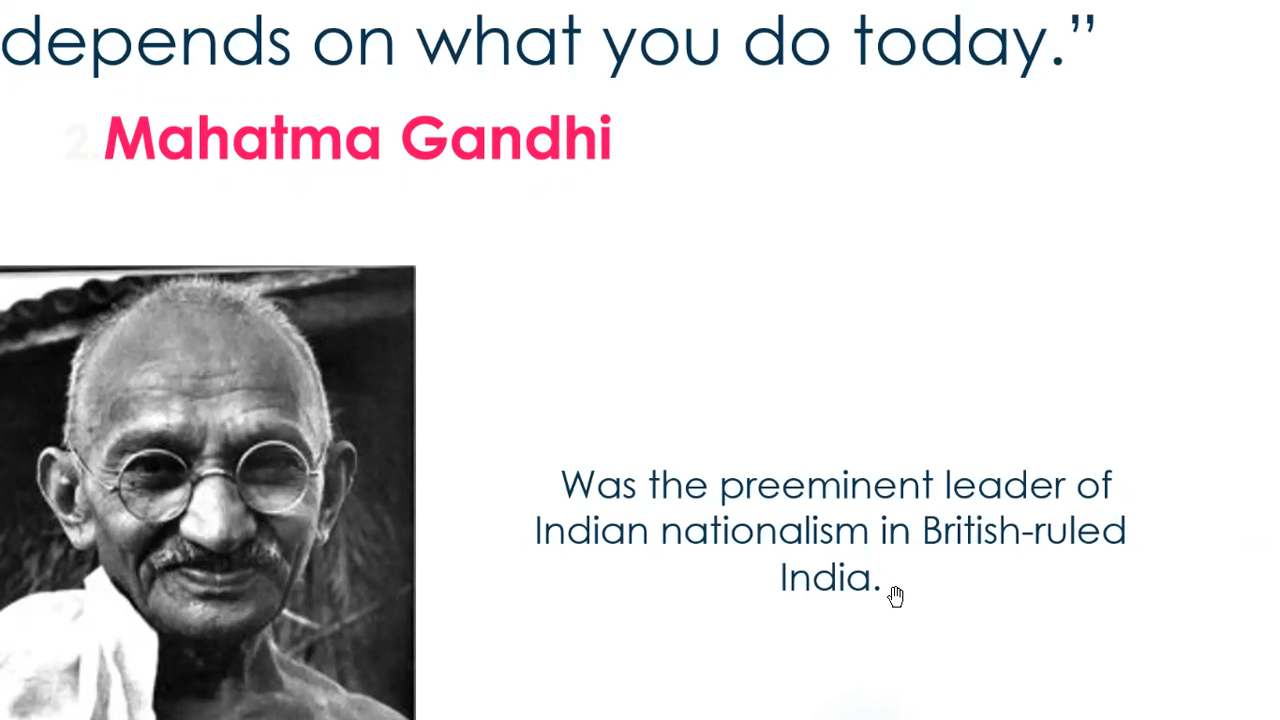 depends on what you do today.”
2.Mahatma Gandhi
Was the preeminent leader of
Indian nationalism in British-ruled
India.